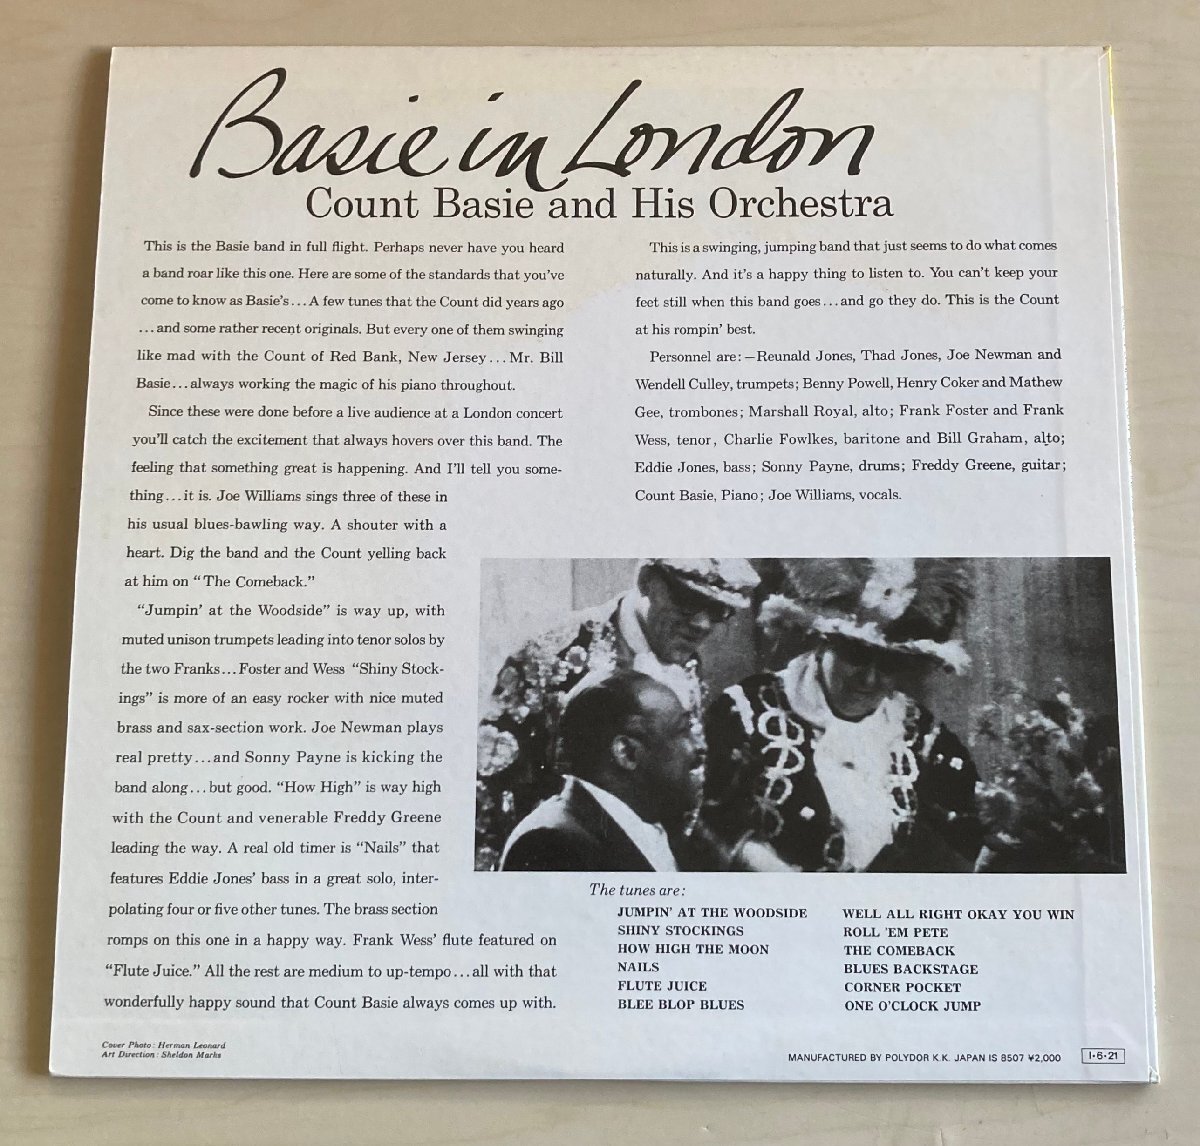 Basie in London
Count Basie and His Orchestra
This is the Basie band in full flight. Perhaps never have you heard
a band roar like this one. Here are some of the standards that you've
come to know as Basie's...A few tunes that the Count did years ago
...and some rather recent originals. But every one of them swinging
like mad with the Count of Red Bank, New Jersey...Mr. Bill
Basie...always working the magic of his piano throughout.
Since these were done before a live audience at a London concert
you'll catch the excitement that always hovers over this band. The
feeling that something great is happening. And I'll tell you some-
thing...it is. Joe Williams sings three of these in
his usual blues-bawling way. A shouter with a
heart. Dig the band and the Count yelling back
at him on "The Comeback."
"Jumpin' at the Woodside" is way up, with
muted unison trumpets leading into tenor solos by
the two Franks...Foster and Wess "Shiny Stock-
ings" is more of an easy rocker with nice muted
brass and sax-section work. Joe Newman plays
real pretty...and Sonny Payne is kicking the
band along...but good. "How High" is way high
with the Count and venerable Freddy Greene
leading the way. A real old timer is "Nails" that
features Eddie Jones' bass in a great solo, inter-
polating four or five other tunes. The brass section
romps on this one in a happy way. Frank Wess' flute featured on
"Flute Juice." All the rest are medium to up-tempo...all with that
wonderfully happy sound that Count Basie always comes up with.
This is a swinging, jumping band that just seems to do what comes
naturally. And it's a happy thing to listen to. You can't keep your
feet still when this band goes...and go they do. This is the Count
at his rompin' best.
Personnel are:—Reunald Jones, Thad Jones, Joe Newman and
Wendell Culley, trumpets; Benny Powell, Henry Coker and Mathew
Gee, trombones; Marshall Royal, alto; Frank Foster and Frank
Wess, tenor, Charlie Fowlkes, baritone and Bill Graham, alto;
Eddie Jones, bass; Sonny Payne, drums; Freddy Greene, guitar;
Count Basie, Piano; Joe Williams, vocals.
The tunes are:
JUMPIN' AT THE WOODSIDE
SHINY STOCKINGS
HOW HIGH THE MOON
NAILS
FLUTE JUICE
BLEE BLOP BLUES
WELL ALL RIGHT OKAY YOU WIN
ROLL 'EM PETE
THE COMEBACK
BLUES BACKSTAGE
CORNER POCKET
ONE O'CLOCK JUMP
Cover Photo: Herman Leonard
Art Direction: Sheldon Marks
MANUFACTURED BY POLYDOR K.K. JAPAN IS 8507 ¥2,000 I·6·21